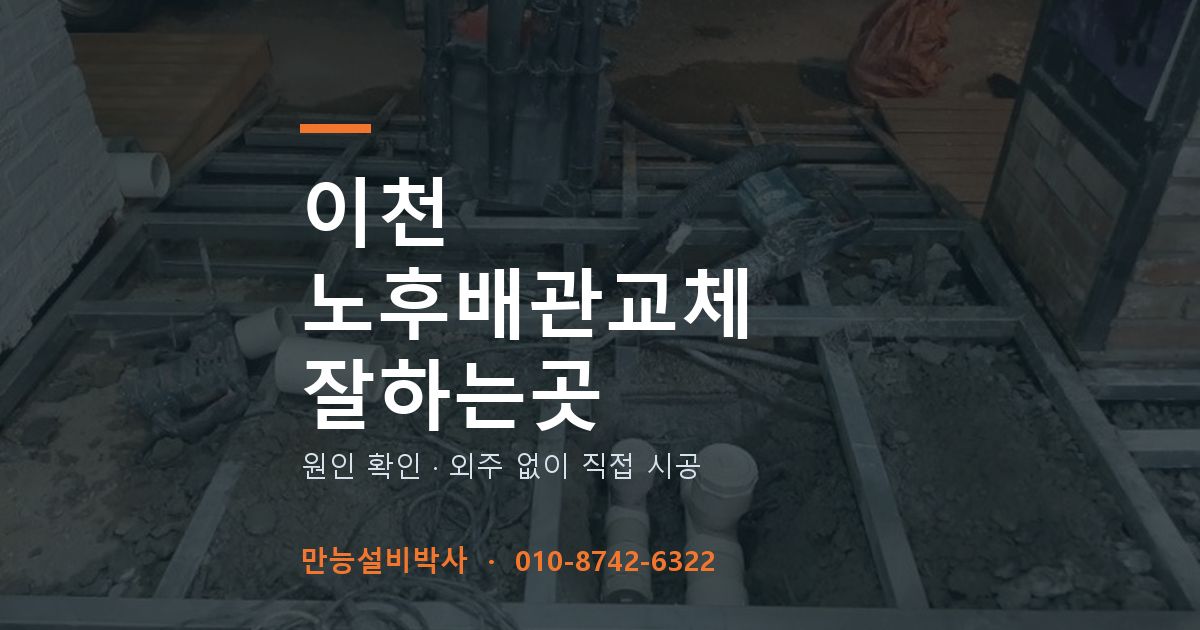 이천
노후배관교체
잘하는곳
원인 확인 · 외주 없이 직접 시공
만능설비박사 · 010-8742-6322